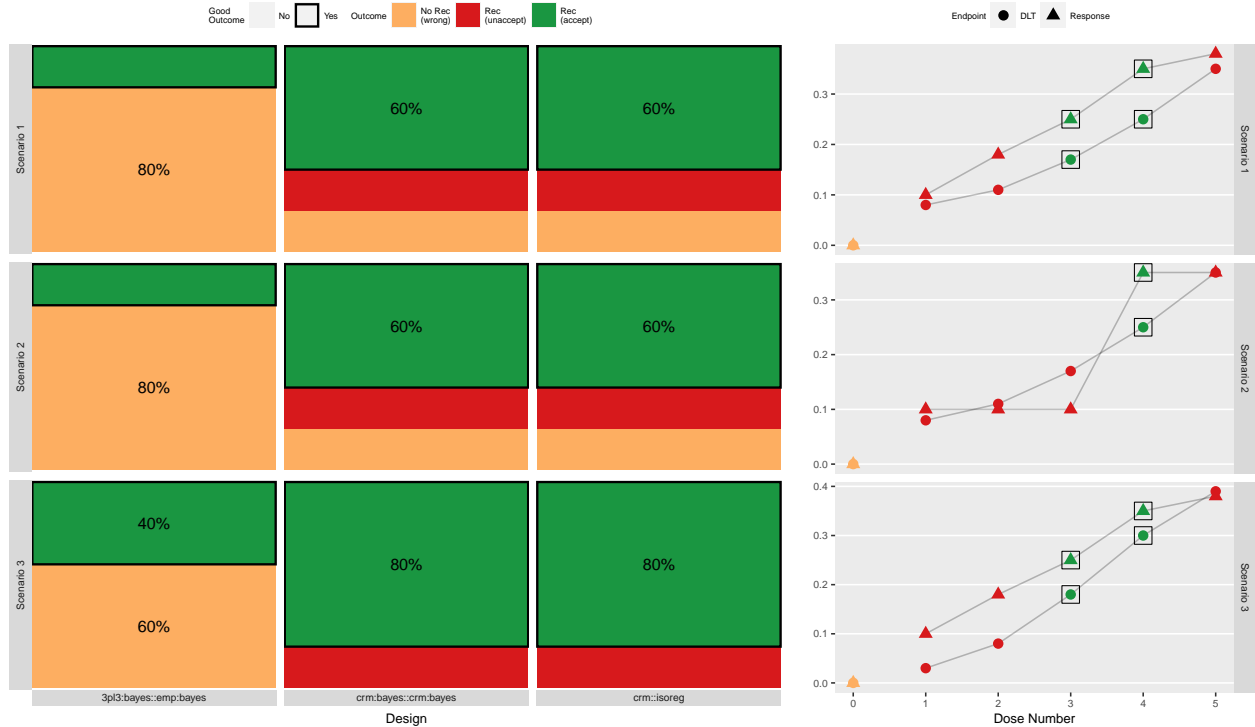 Good
Outcome
No
Yes
Outcome
No Rec
(wrong)
Rec
(unaccept)
Rec
(accept)
Endpoint
DLT
Response
Scenario 1
80%
60%
60%
Scenario 2
80%
60%
60%
Scenario 3
40%
60%
80%
80%
3pl3:bayes::emp:bayes
crm:bayes::crm:bayes
crm::isoreg
Design
0.3
0.2
0.1
0.0
Scenario 1
0.3
0.2
0.1
0.0
Scenario 2
0.4
0.3
0.2
0.1
0.0
Scenario 3
0
1
2
3
4
5
Dose Number